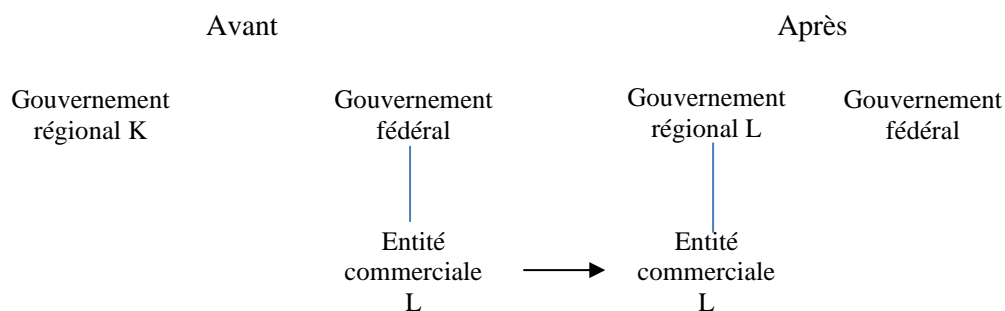 Avant
Après
Gouvernement
régional K
Gouvernement
fédéral
Gouvernement
régional L
Gouvernement
fédéral
Entité
commerciale
L
Entité
commerciale
L